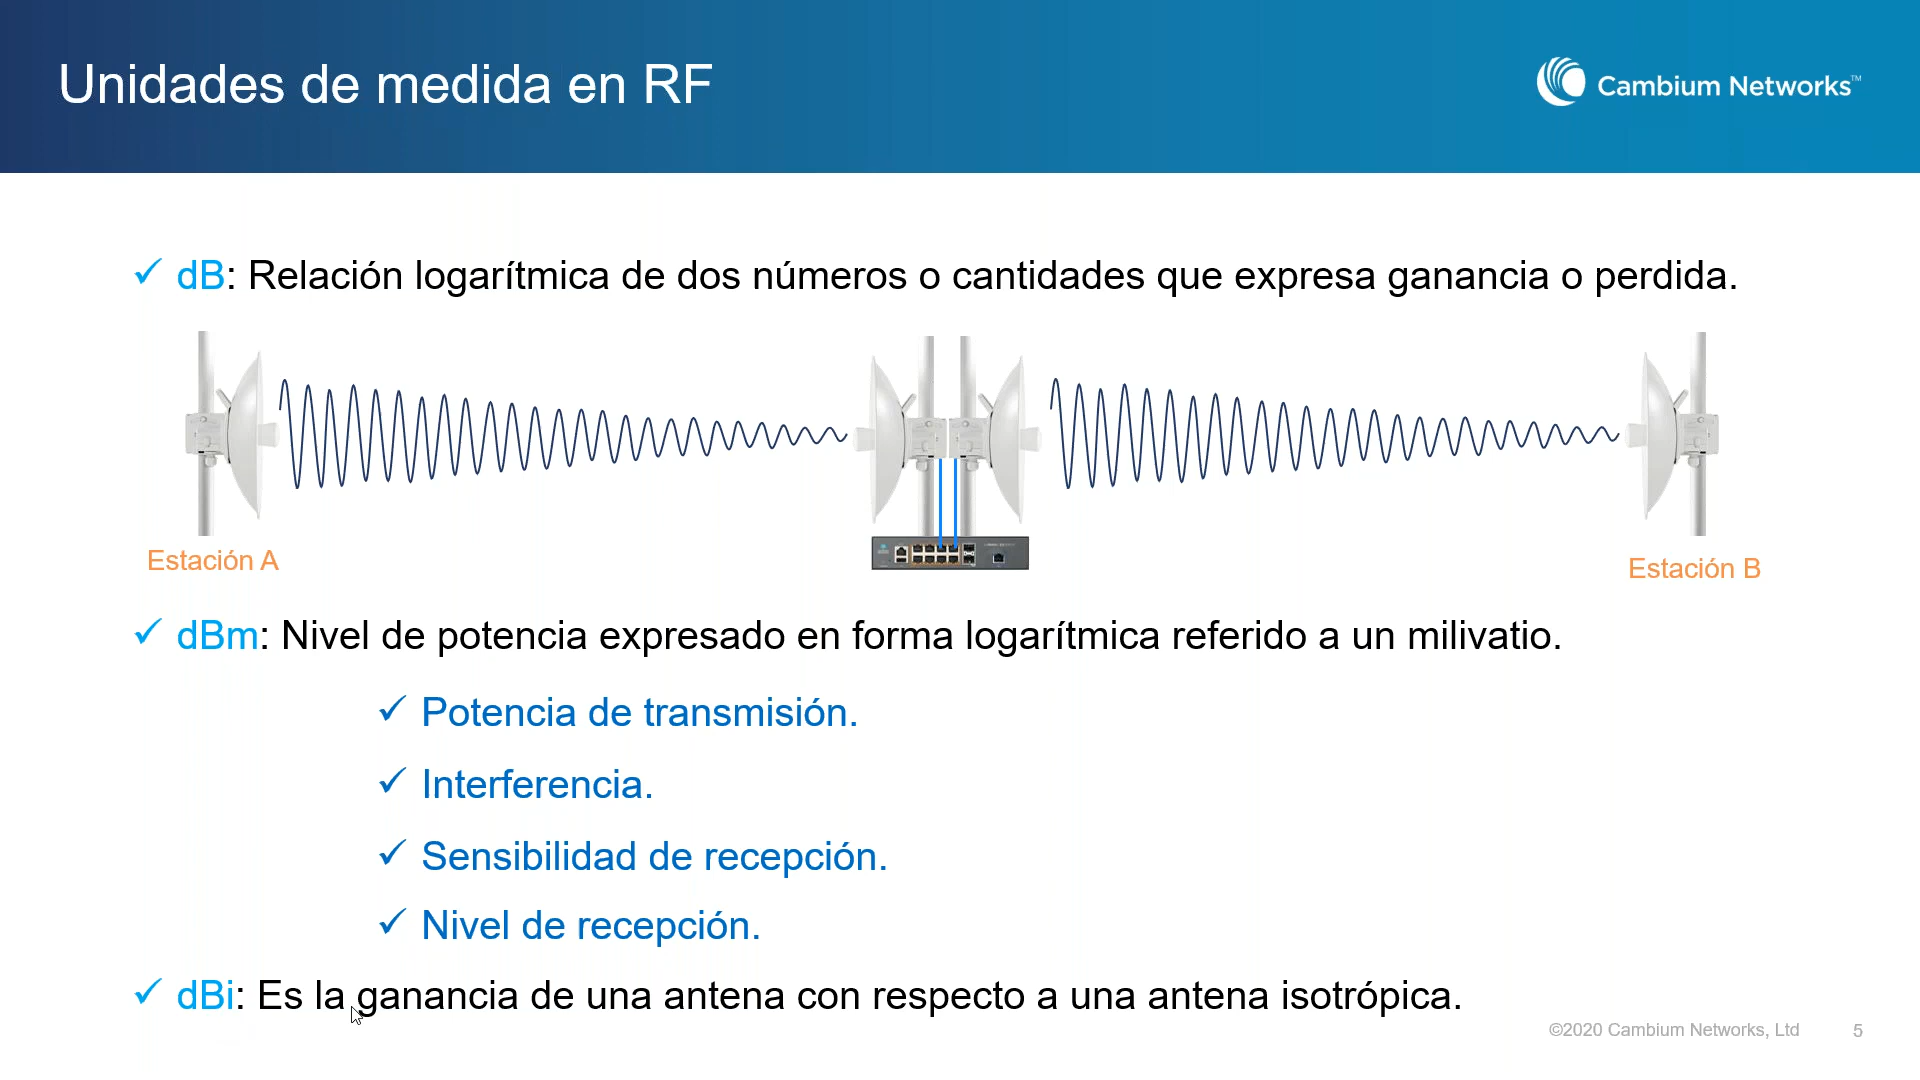 Unidades de medida en RF
Cambium Networks™
✓ dB: Relación logarítmica de dos números o cantidades que expresa ganancia o perdida.
Estación A
Estación B
✓ dBm: Nivel de potencia expresado en forma logarítmica referido a un milivatio.
✓ Potencia de transmisión.
✓ Interferencia.
✓ Sensibilidad de recepción.
✓ Nivel de recepción.
✓ dBi: Es la ganancia de una antena con respecto a una antena isotrópica.
©2020 Cambium Networks, Ltd
5